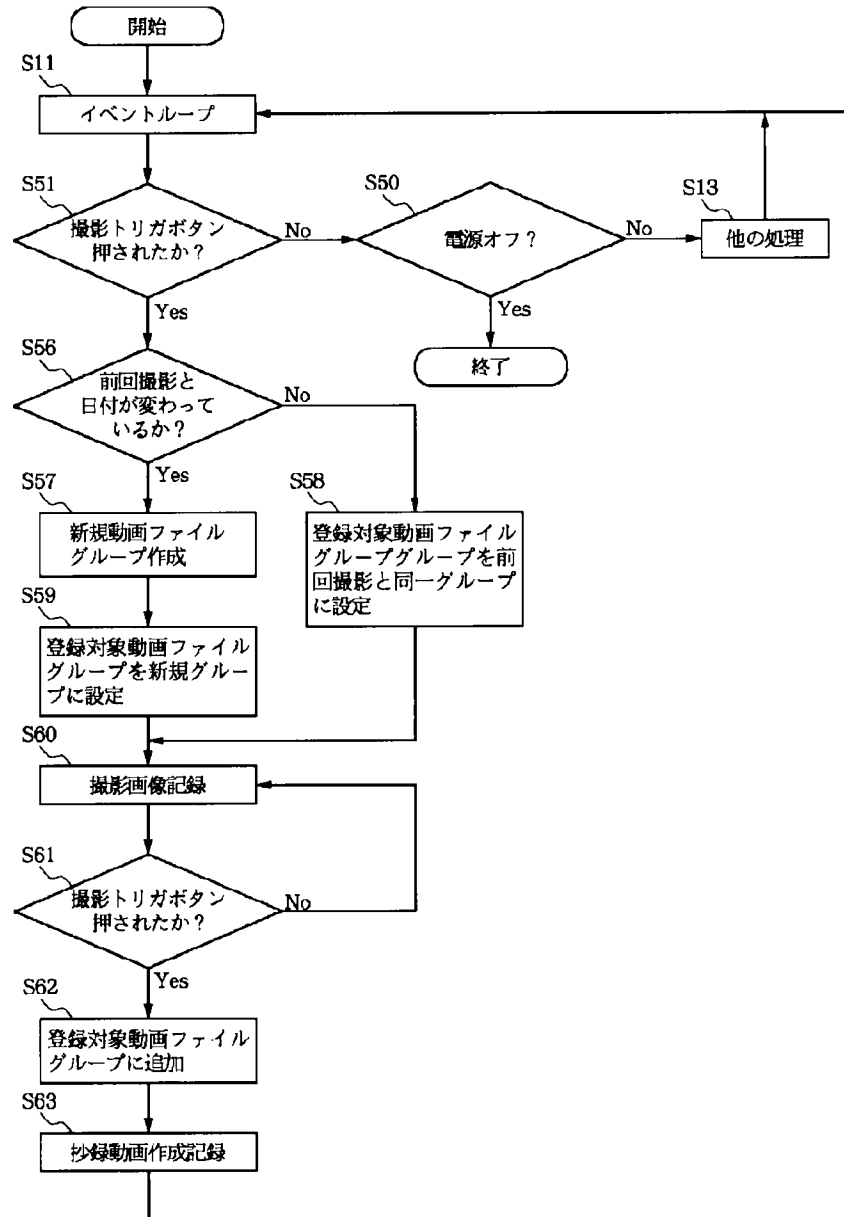 開始
S11
イベントループ
S51
撮影トリガボタン
押されたか？
No
Yes
S50
電源オフ？
No
Yes
S13
他の処理
終了
S56
前回撮影と
日付が変わって
いるか？
No
Yes
S57
新規動画ファイル
グループ作成
S58
登録対象動画ファイル
グループグループを前
回撮影と同一グループ
に設定
S59
登録対象動画ファイル
グループを新規グルー
プに設定
S60
撮影画像記録
S61
撮影トリガボタン
押されたか？
No
Yes
S62
登録対象動画ファイル
グループに追加
S63
抄録動画作成記録